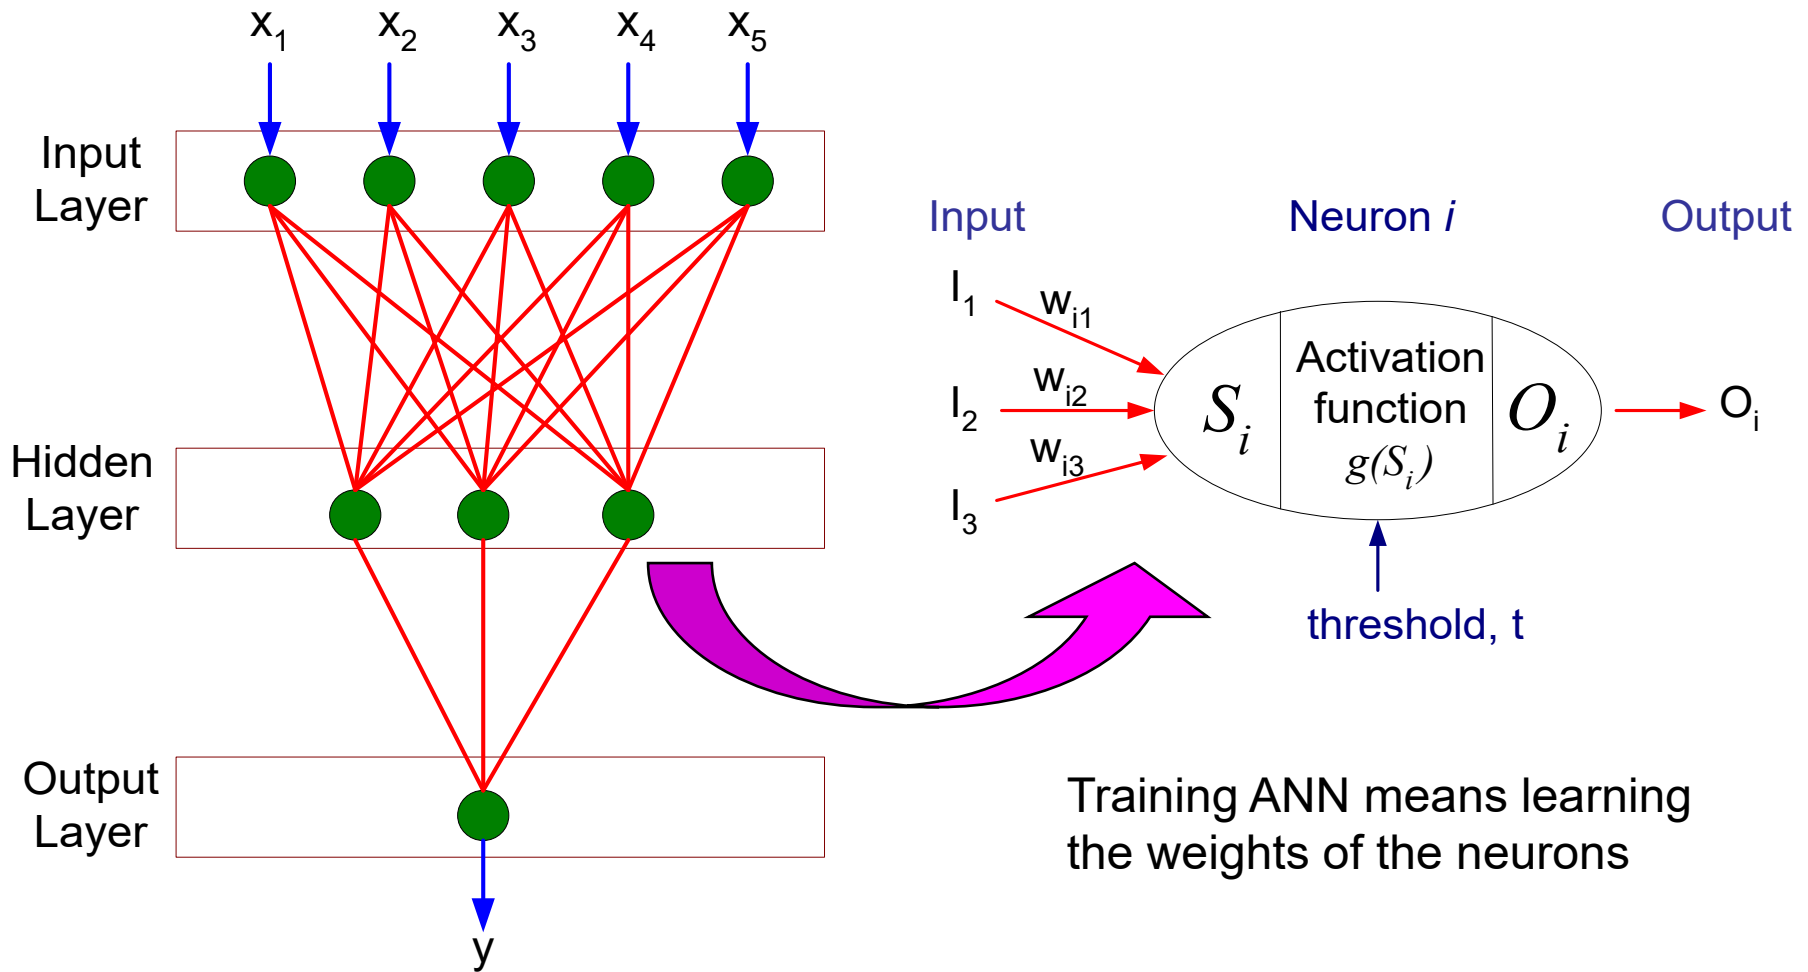 x₁ x₂ x₃ x₄ x₅
Input
Layer
Hidden
Layer
Output
Layer
y
Input
Neuron i
Output
I₁
I₂
I₃
wᵢ₁
wᵢ₂
wᵢ₃
Sᵢ
Activation
function
g(Sᵢ)
Oᵢ
Oᵢ
threshold, t
Training ANN means learning
the weights of the neurons